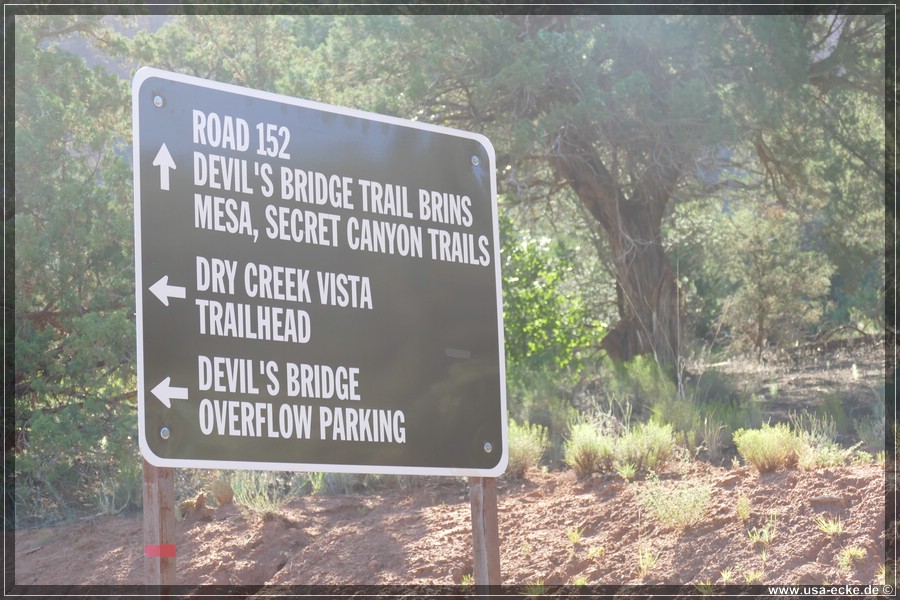 ROAD 152
DEVIL'S BRIDGE TRAIL BRINS
MESA, SECRET CANYON TRAILS
DRY CREEK VISTA
TRAILHEAD
DEVIL'S BRIDGE
OVERFLOW PARKING
www.usa-ecke.de ©